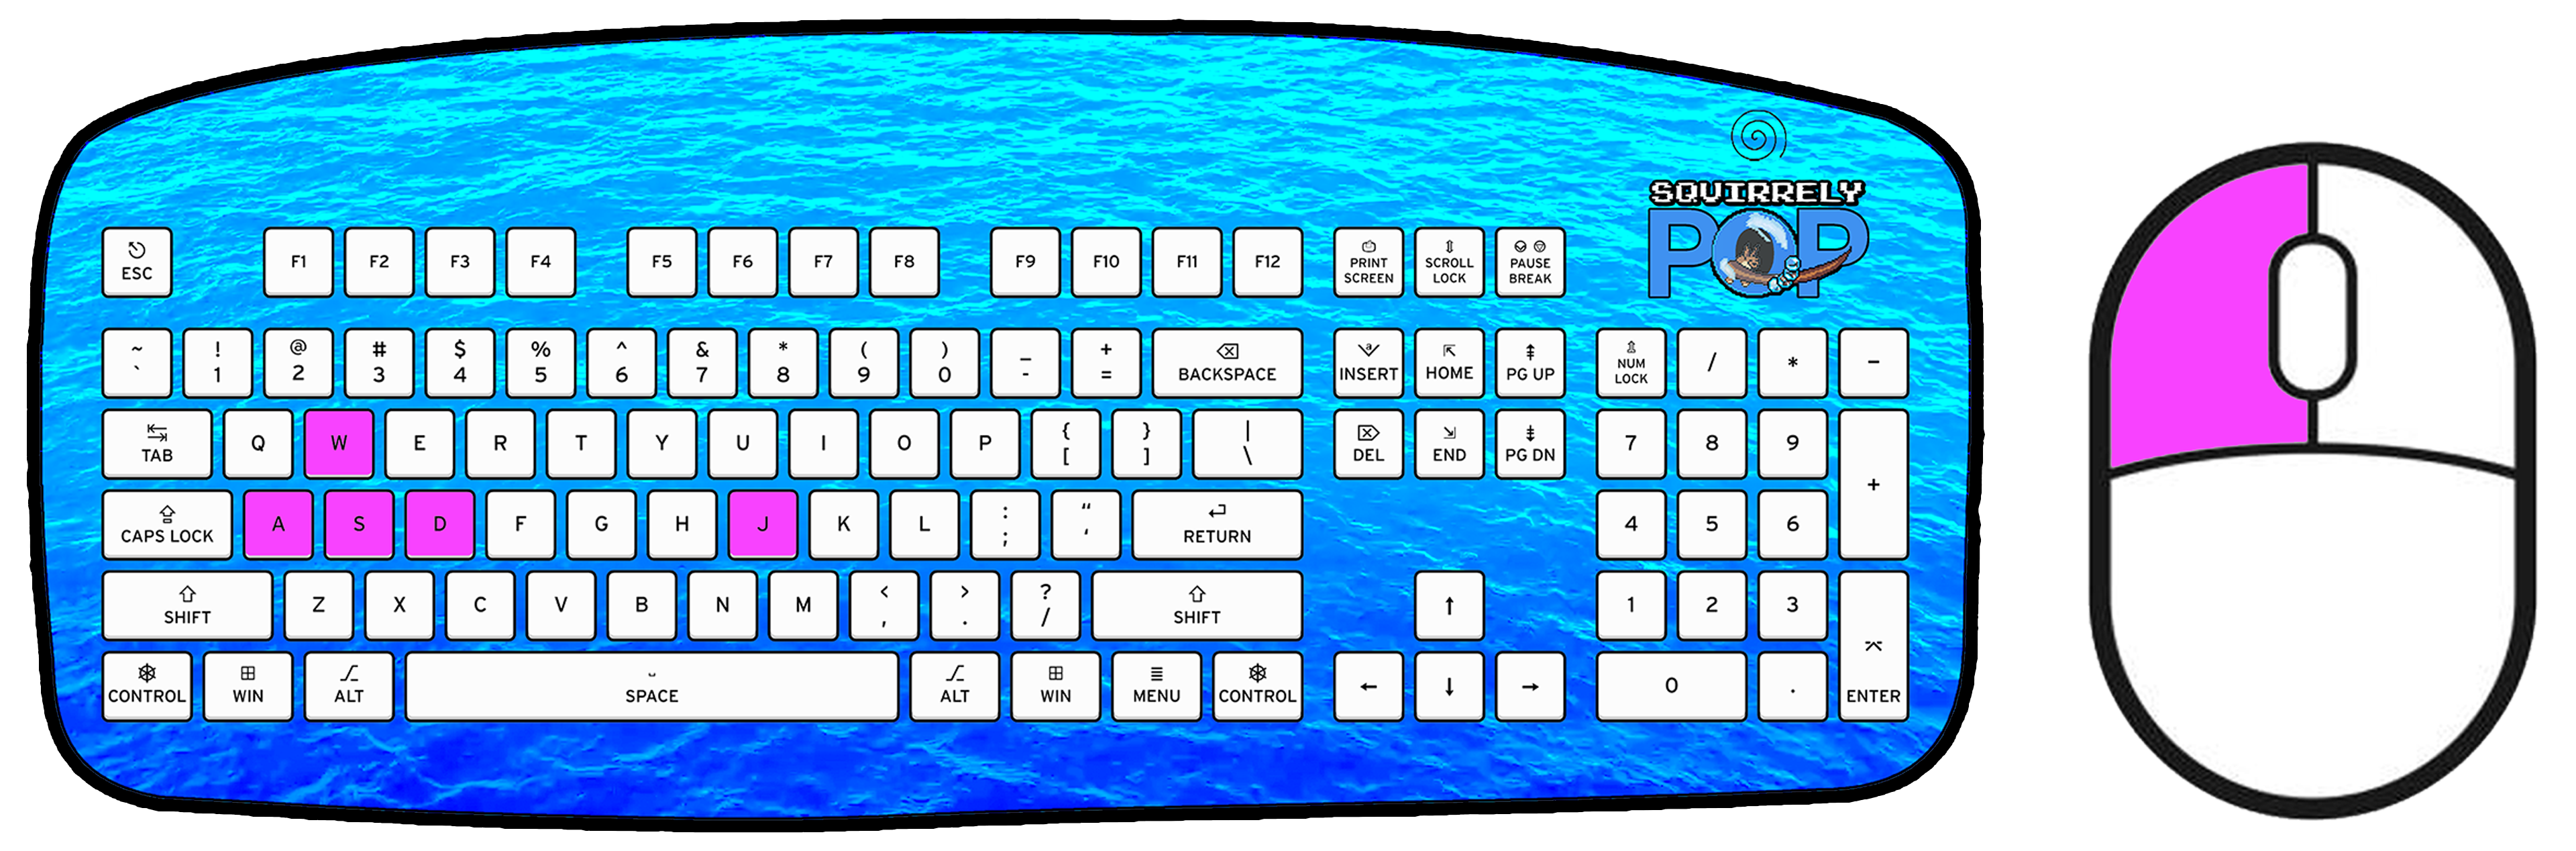 SQUIRRELY
POP
ESC F1 F2 F3 F4 F5 F6 F7 F8 F9 F10 F11 F12 PRINT SCREEN SCROLL LOCK PAUSE BREAK
~ ` ! 1 @ 2 # 3 $ 4 % 5 ^ 6 & 7 * 8 ( 9 ) 0 _ - + = BACKSPACE INSERT HOME PG UP NUM LOCK / * -
TAB Q W E R T Y U I O P { [ } ] | \ DEL END PG DN 7 8 9 +
CAPS LOCK A S D F G H J K L : ; “ ‘ RETURN 4 5 6
SHIFT Z X C V B N M < , > . ? / SHIFT ↑ 1 2 3 ENTER
CONTROL WIN ALT SPACE ALT WIN MENU CONTROL ← ↓ → 0 .